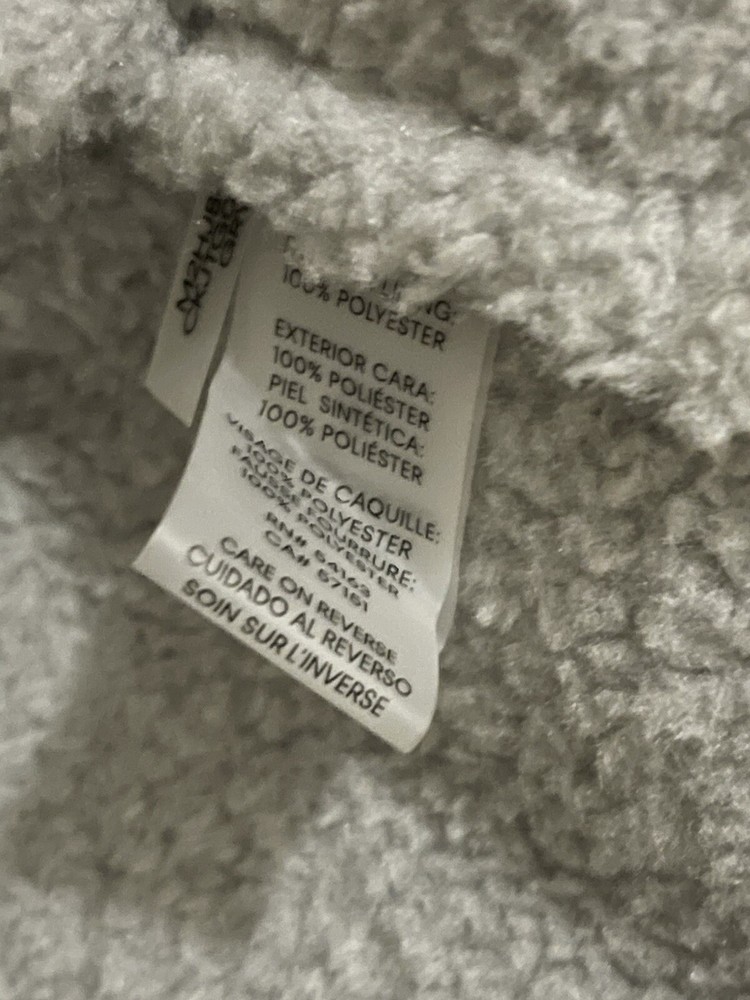 100% POLYESTER
EXTERIOR CARA:
100% POLIÉSTER
PIEL SINTÉTICA:
100% POLIÉSTER
VISAGE DE CAQUILLE:
100% POLYESTER
FAUSSE FOURRURE:
100% POLYESTER
RN# 54163
CA# 57151
CARE ON REVERSE
CUIDADO AL REVERSO
SOIN SUR L'INVERSE